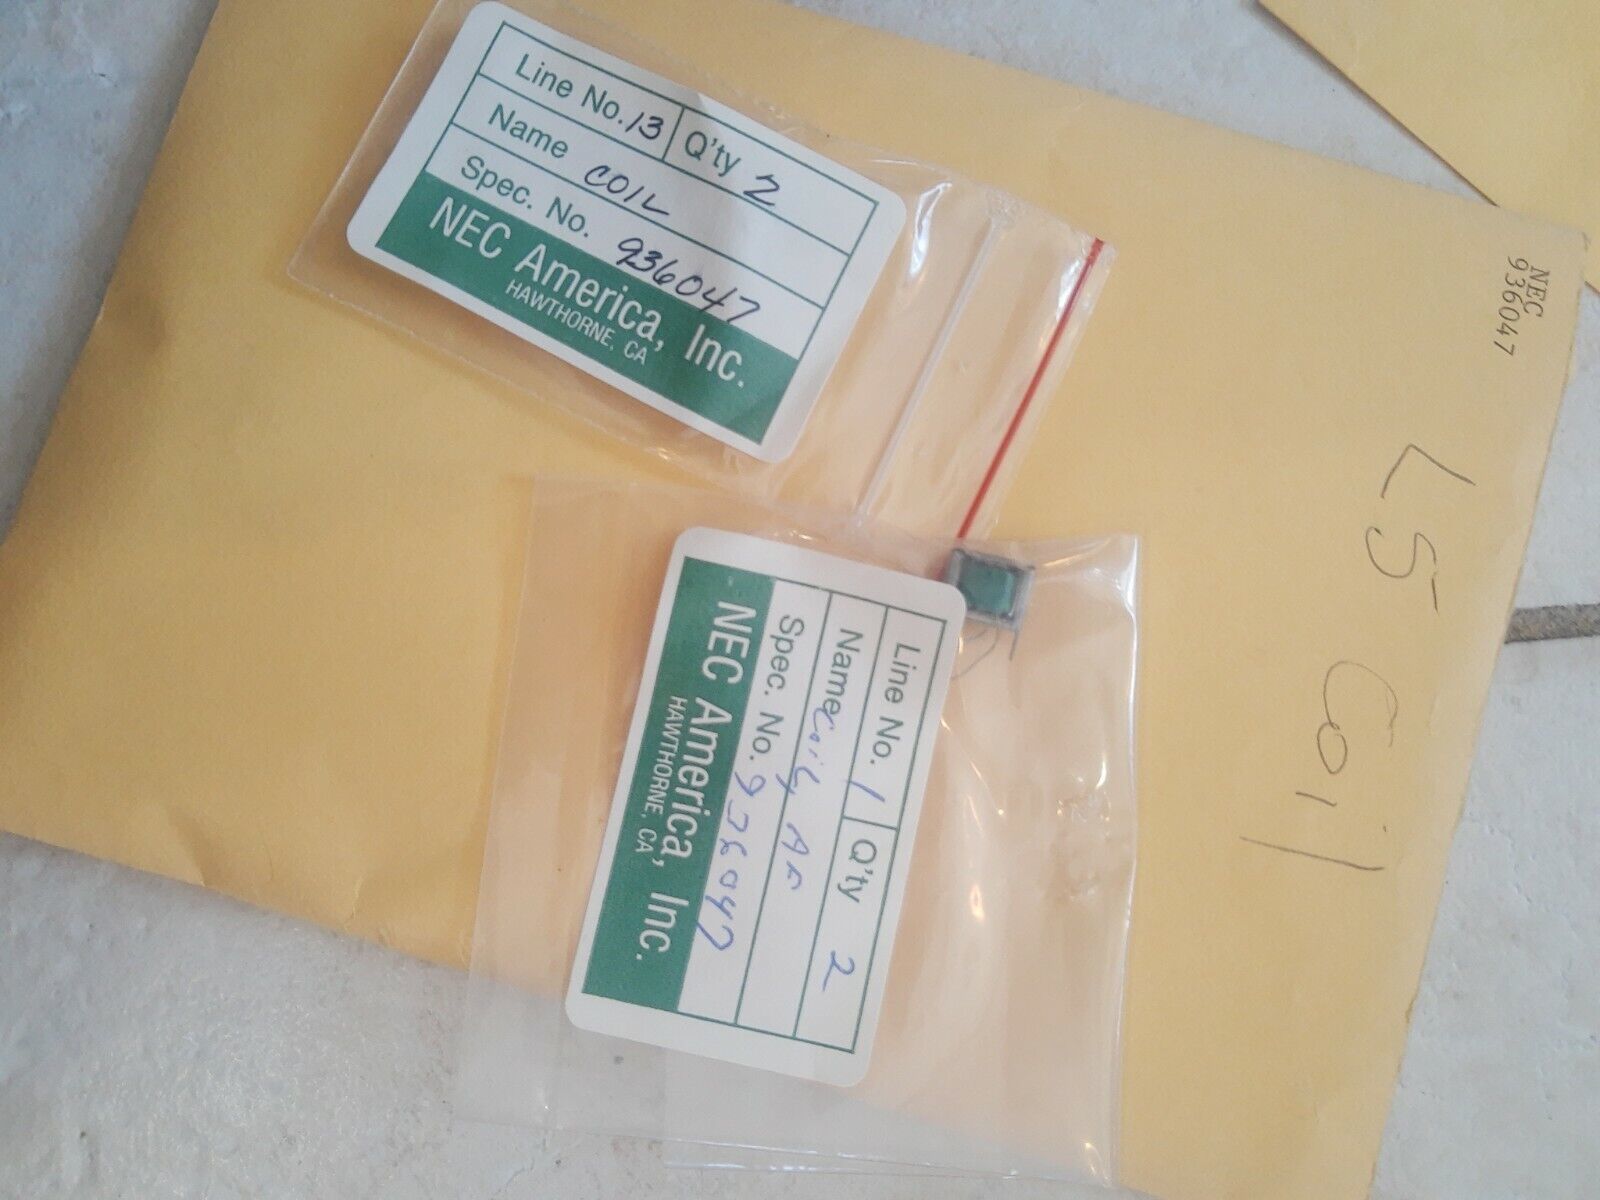 Line No. 13 Q'ty 2
Name COIL
Spec. No. 936047
NEC America, Inc.
HAWTHORNE, CA
Line No. 1 Q'ty 2
Name Coil, AF
Spec. No. 936047
NEC America, Inc.
HAWTHORNE, CA
NEC
936047
L5 Coil